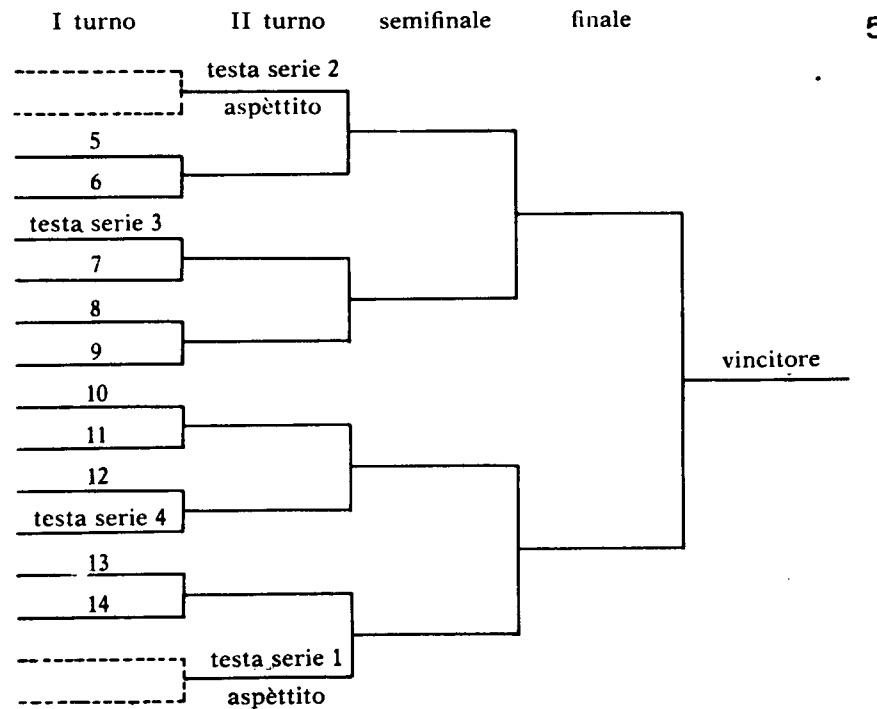 I turno II turno semifinale finale
5
testa serie 2
aspèttito
5
6
testa serie 3
7
8
9
vincitore
10
11
12
testa serie 4
13
14
testa serie 1
aspèttito